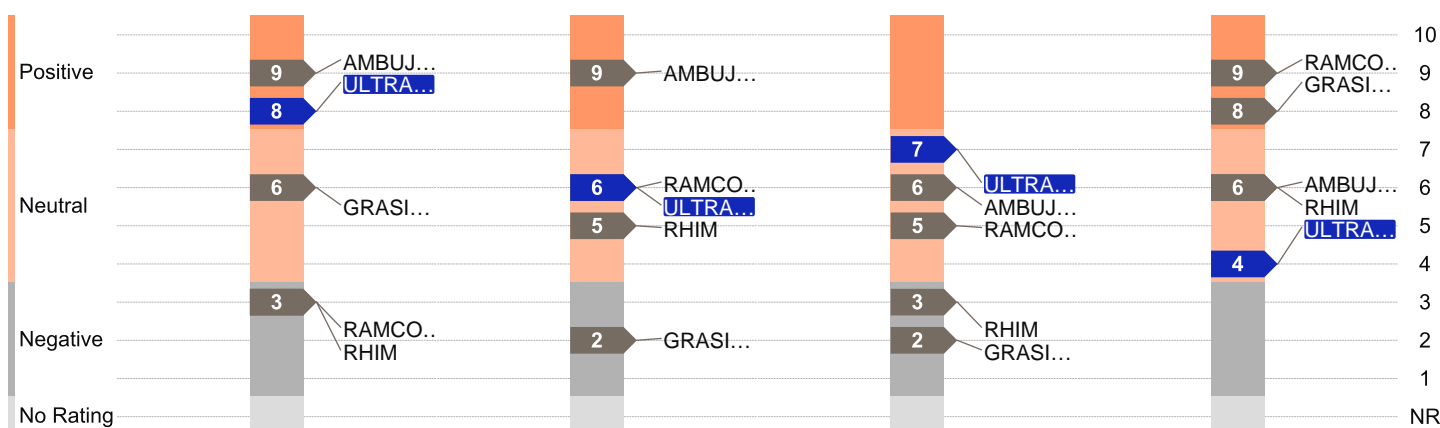 10
Positive 9 AMBUJ… 9 AMBUJ… 9 RAMCO.. 9
8 ULTRA… 8 GRASI… 8
7 7
Neutral 6 GRASI… 6 RAMCO.. 6 ULTRA… 6 AMBUJ… 6
ULTRA… AMBUJ… RHIM
5 RHIM 5 RAMCO.. ULTRA… 5
4 4
3 3 3
RAMCO.. RHIM
Negative RHIM 2 GRASI… 2 GRASI… 2
1
No Rating NR